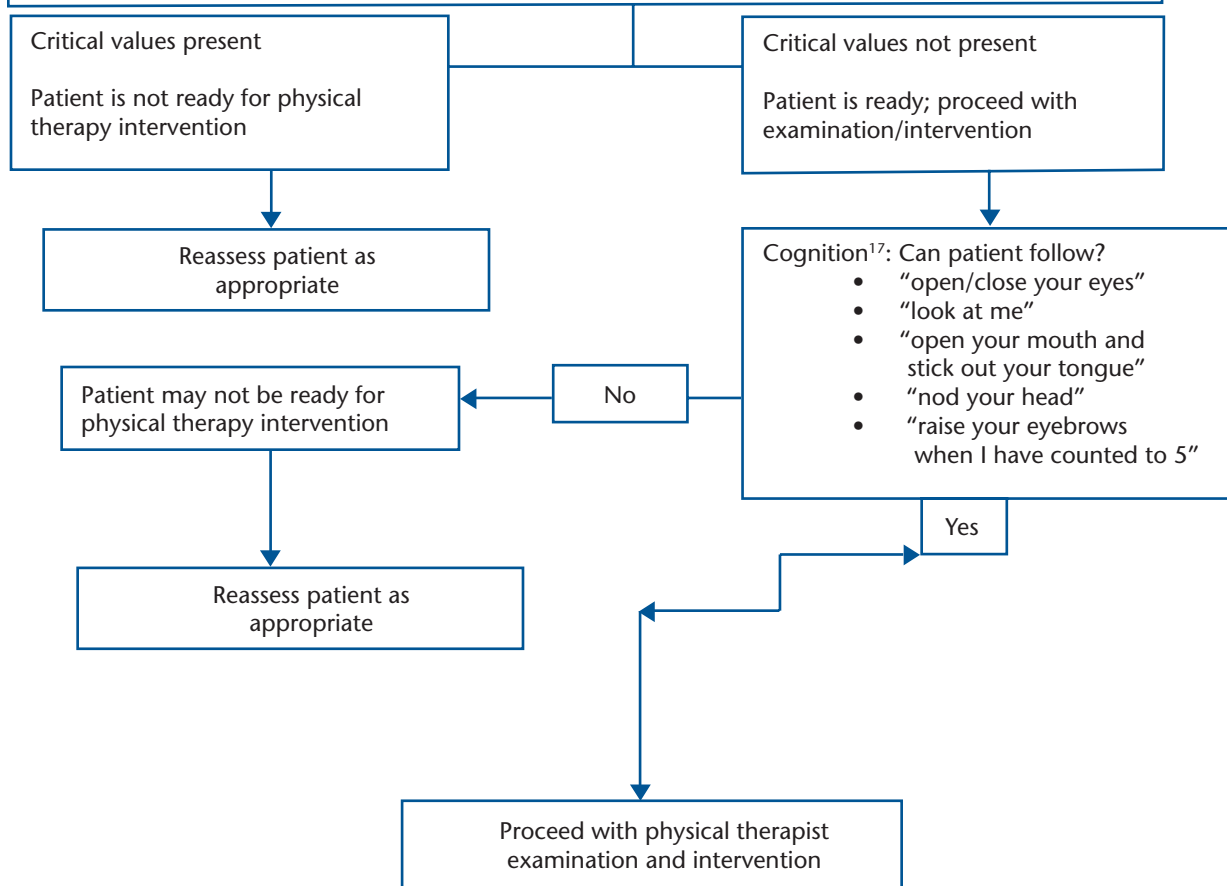 Critical values present
Patient is not ready for physical
therapy intervention
Critical values not present
Patient is ready; proceed with
examination/intervention
Reassess patient as
appropriate
Cognition¹⁷: Can patient follow?
• “open/close your eyes”
• “look at me”
• “open your mouth and
stick out your tongue”
• “nod your head”
• “raise your eyebrows
when I have counted to 5”
No
Patient may not be ready for
physical therapy intervention
Yes
Reassess patient as
appropriate
Proceed with physical therapist
examination and intervention